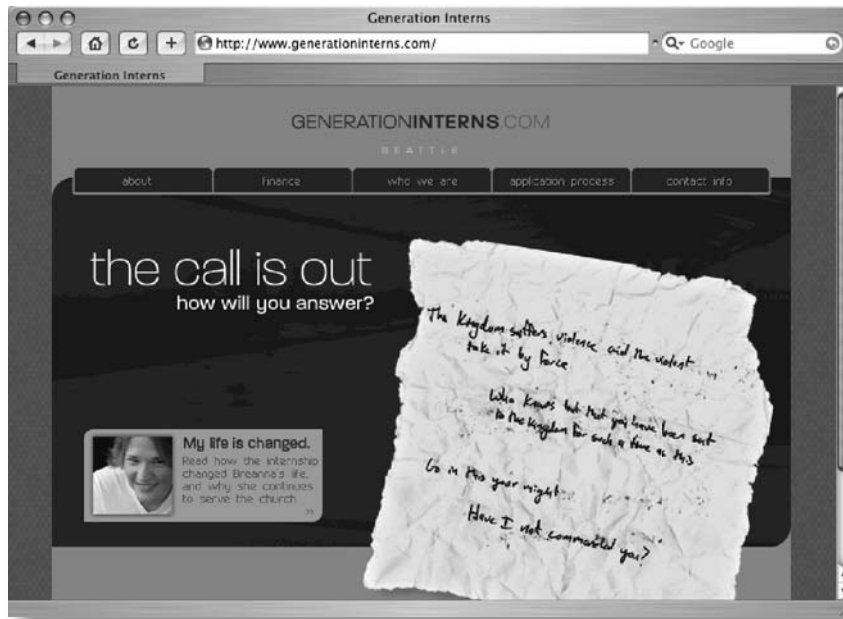 Generation Interns
http://www.generationinterns.com/
Google
Generation Interns
GENERATIONINTERNS.COM
SEATTLE
about
finance
who we are
application process
contact info
the call is out
how will you answer?
The Kingdom suffers violence and the violent
take it by force
Who knows but that you have been sent
to the kingdom for such a time as this
Go in this your might
Have I not commanded you?
My life is changed.
Read how the internship
changed Breanna's life,
and why she continues
to serve the church
>>